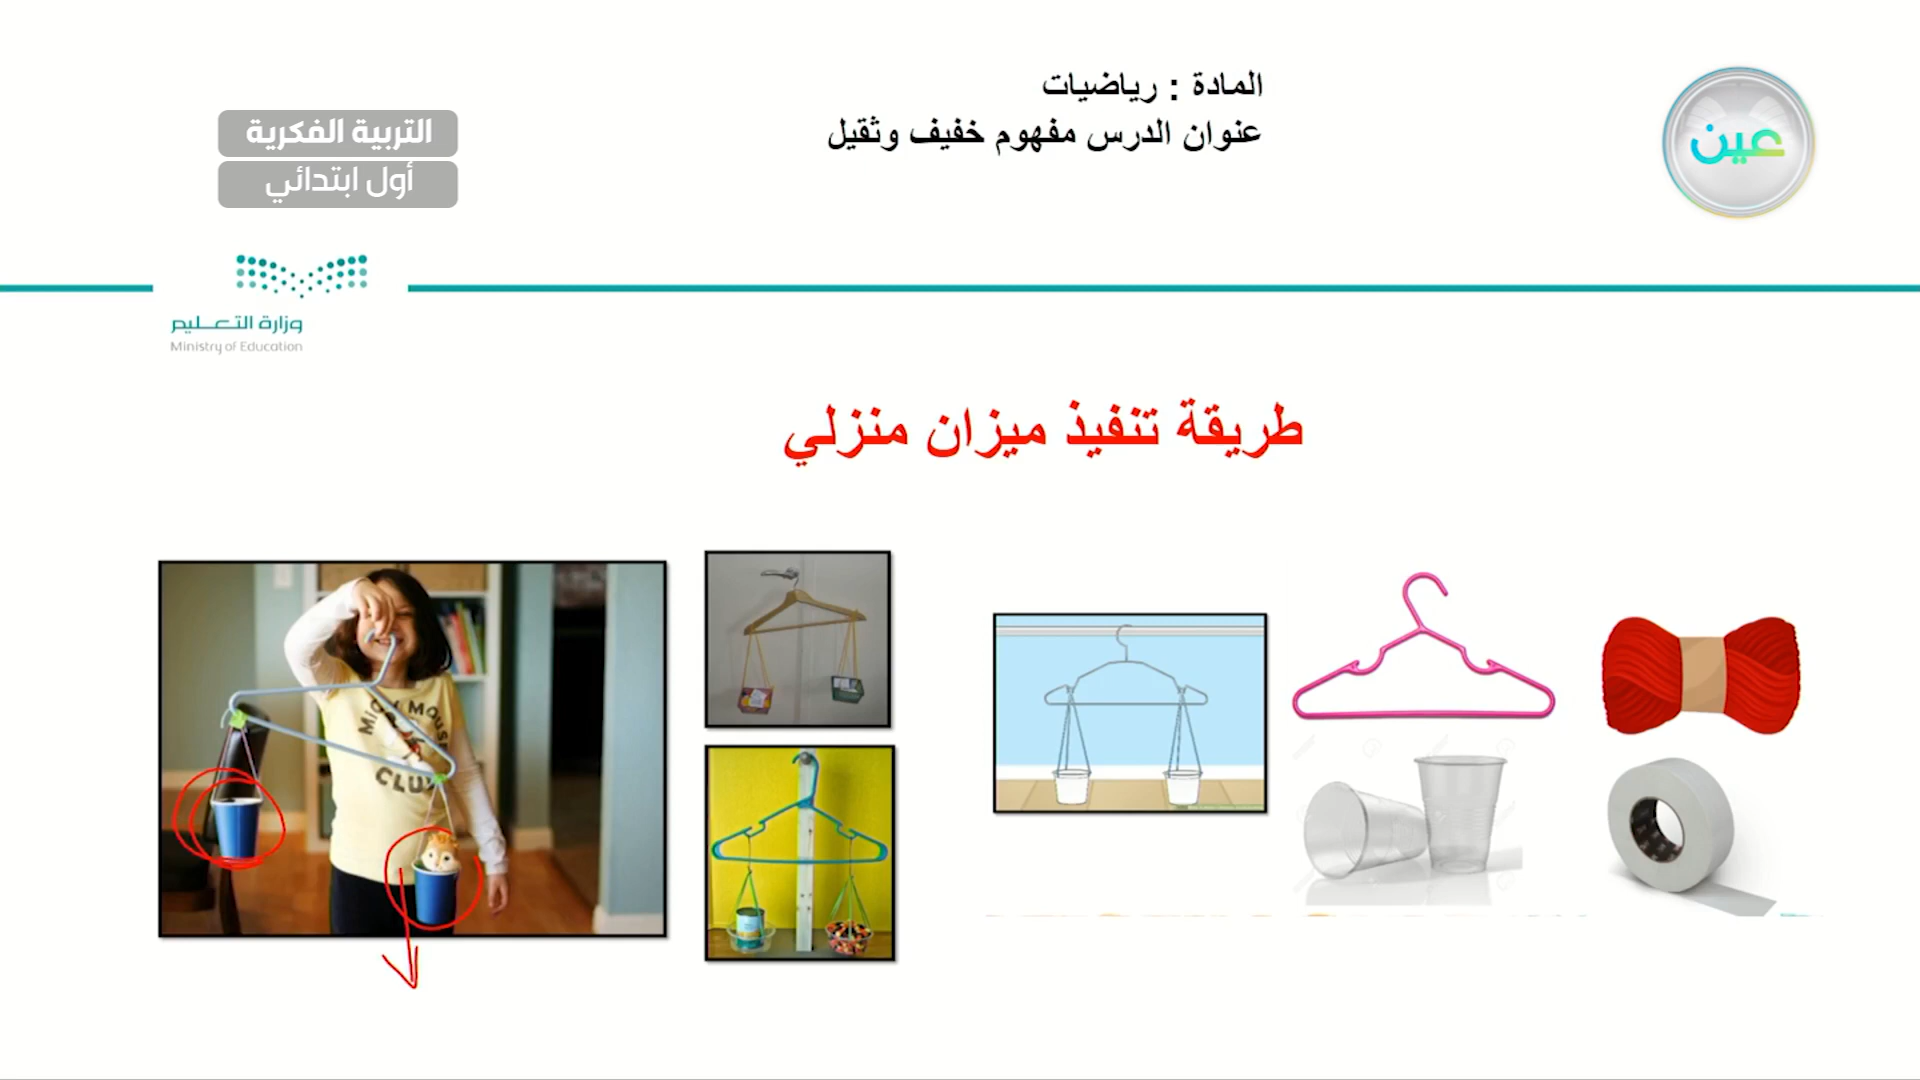 المادة : رياضيات
عنوان الدرس مفهوم خفيف وثقيل
عين
التربية الفكرية
أول ابتدائي
وزارة التعليم
Ministry of Education
طريقة تنفيذ ميزان منزلي